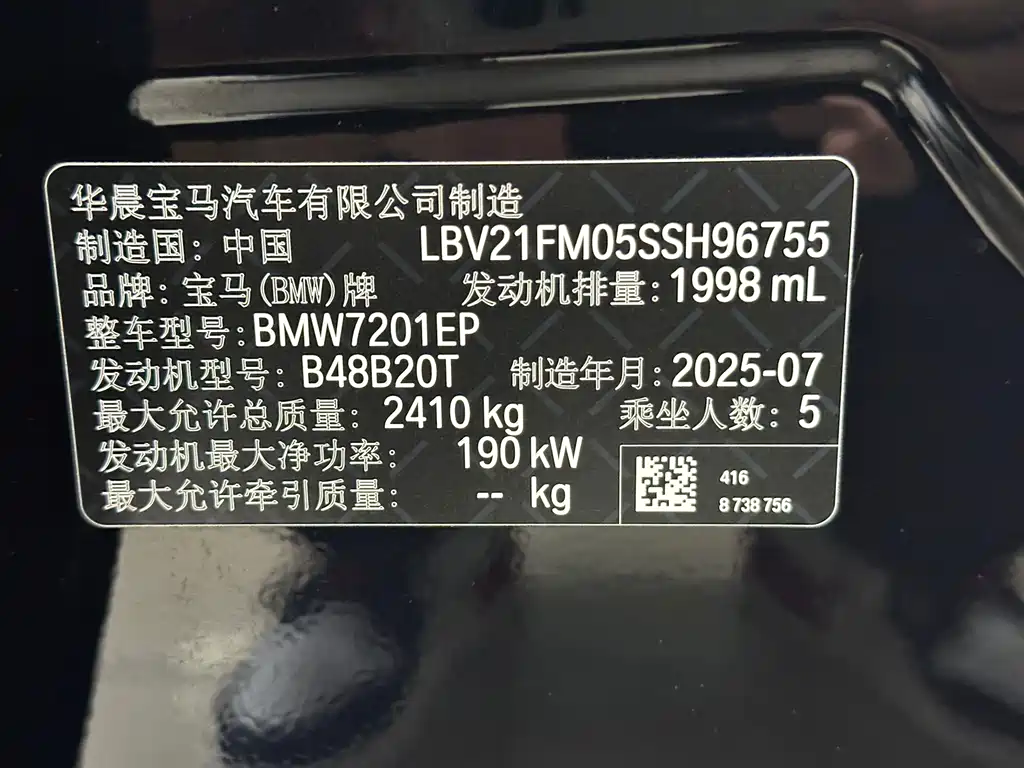 华晨宝马汽车有限公司制造
制造国：中国 LBV21FM05SSH96755
品牌：宝马(BMW)牌 发动机排量：1998 mL
整车型号：BMW7201EP
发动机型号：B48B20T 制造年月：2025-07
最大允许总质量：2410 kg 乘坐人数：5
发动机最大净功率：190 kW
最大允许牵引质量：-- kg
416
8 738 756